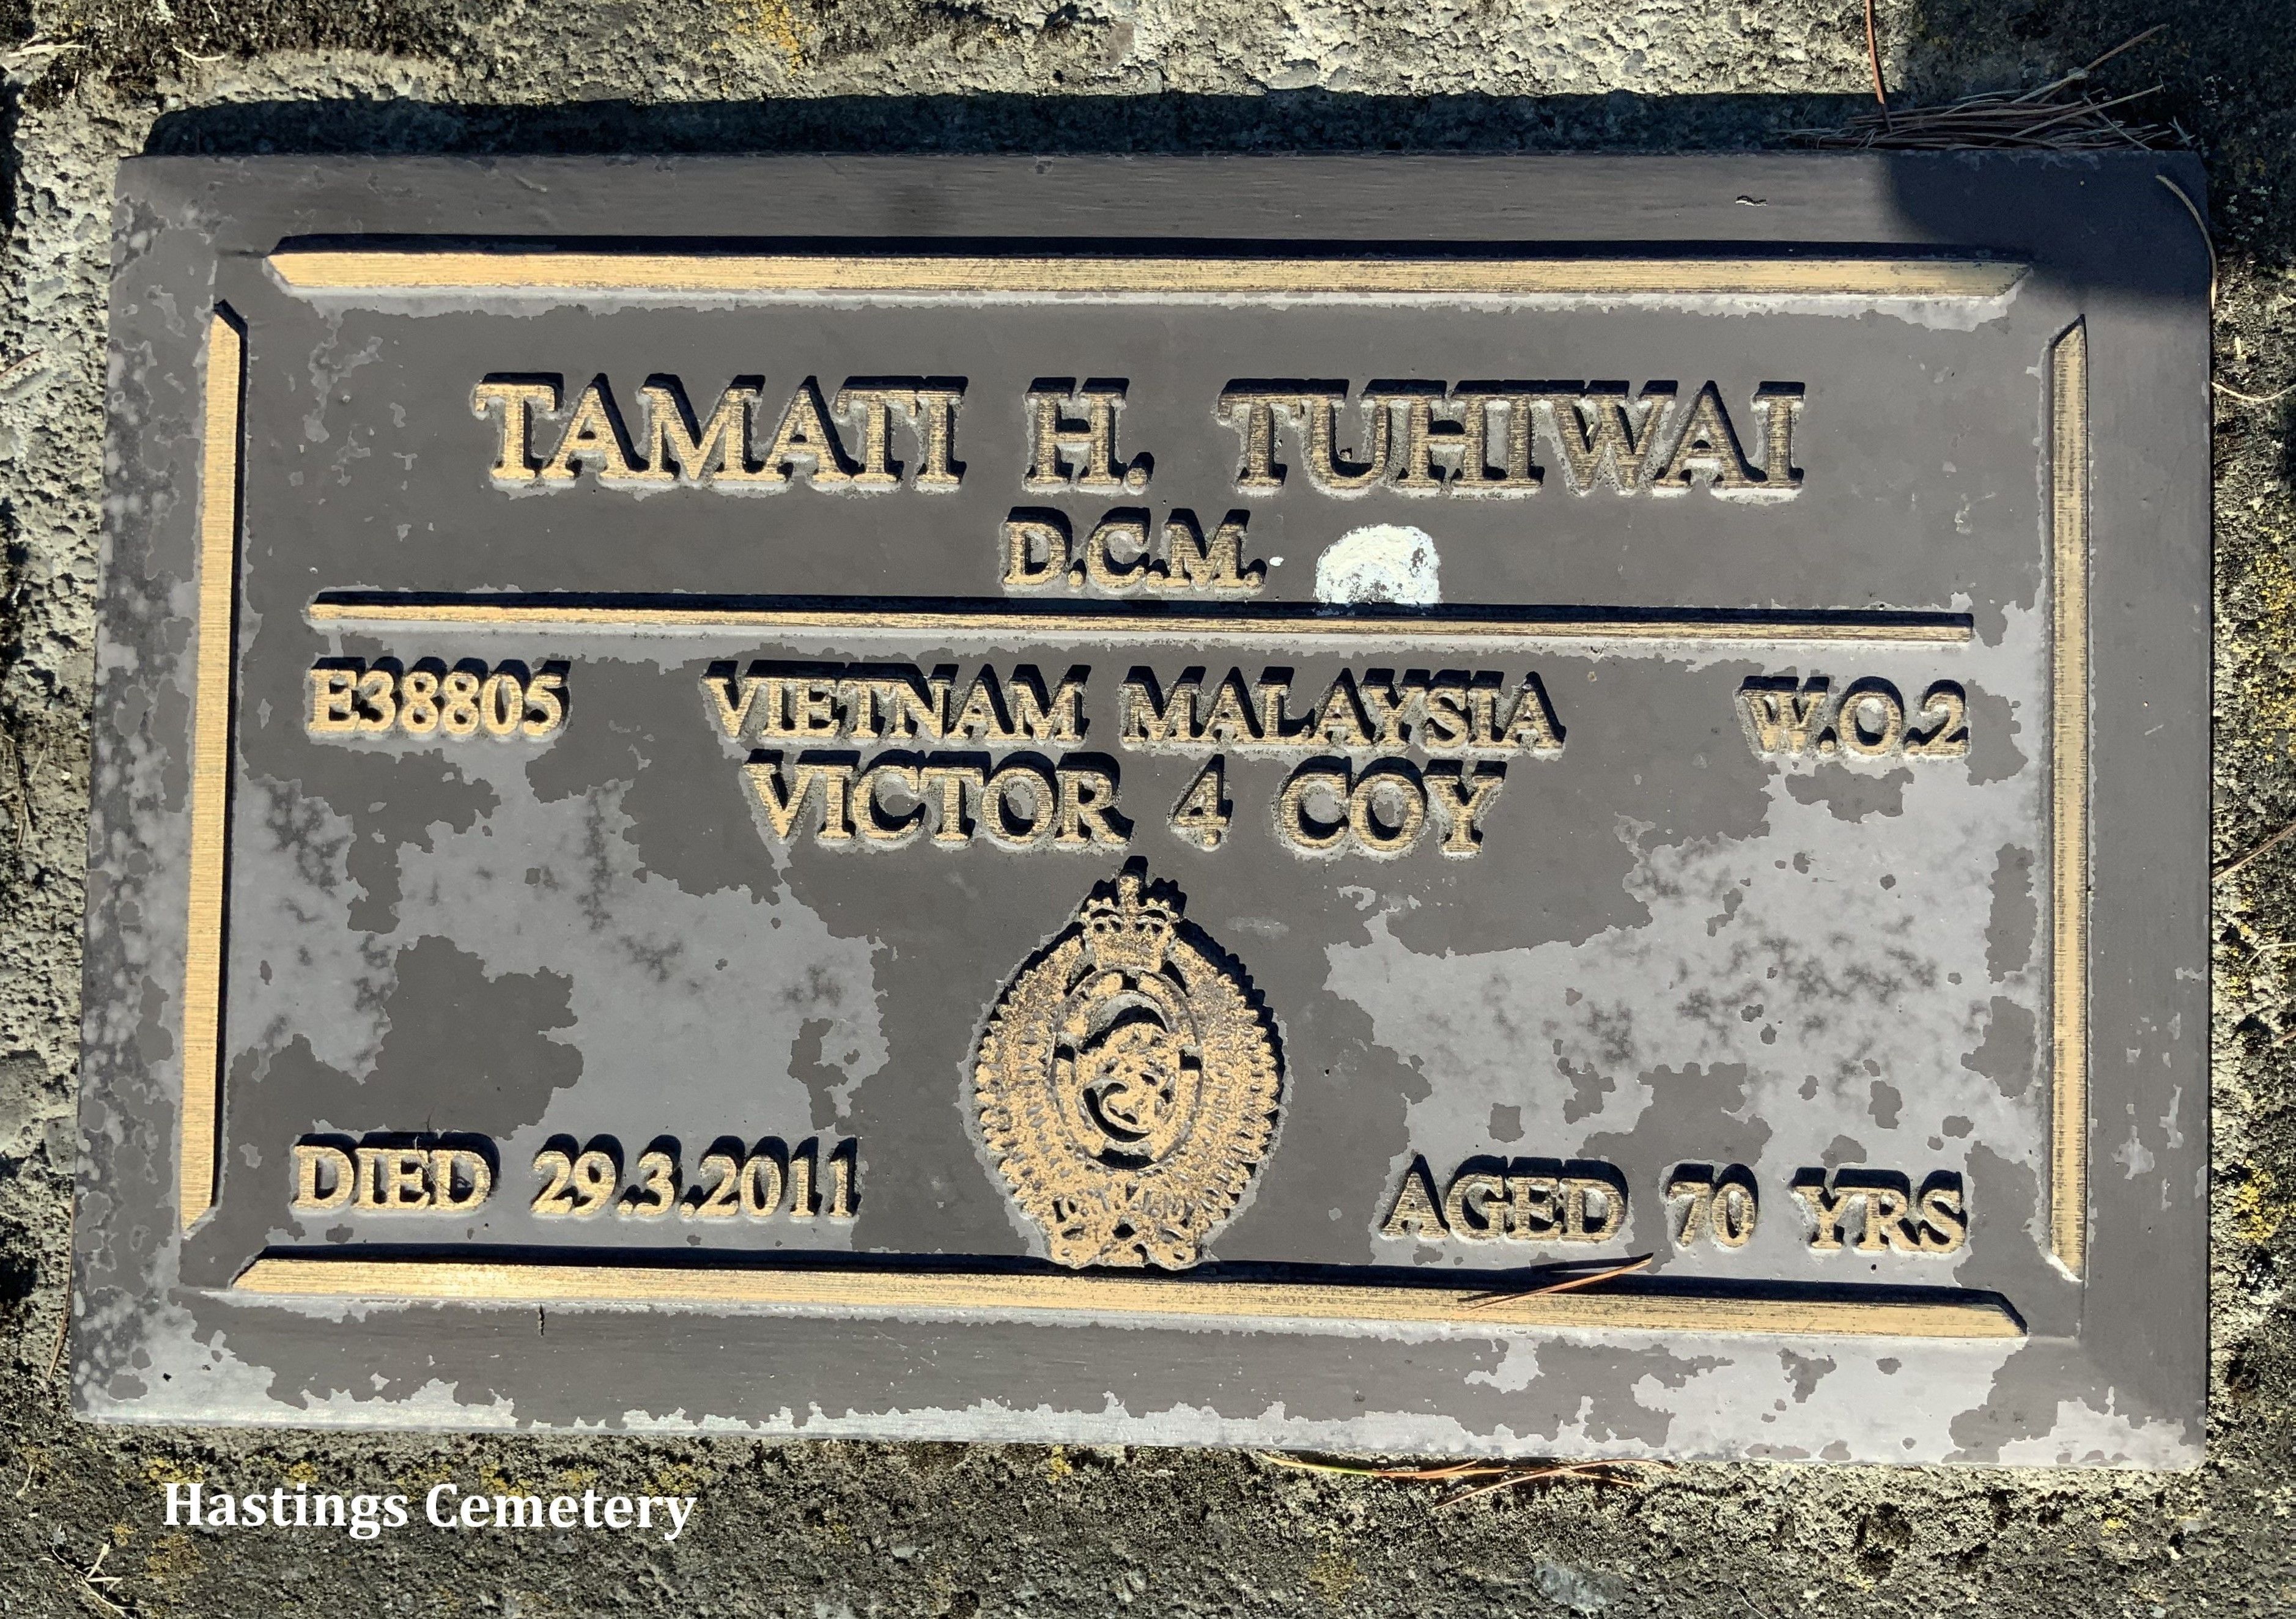 TAMATI H. TUHIWAI
D.C.M.
E38805 VIETNAM MALAYSIA W.O.2
VICTOR 4 COY
DIED 29.3.2011 AGED 70 YRS
Hastings Cemetery